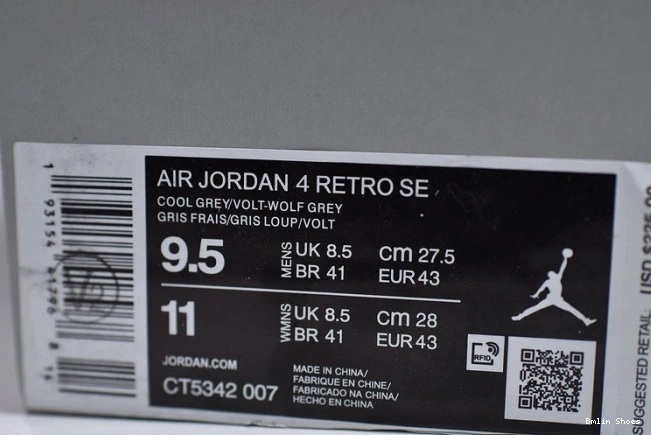 AIR JORDAN 4 RETRO SE
COOL GREY/VOLT-WOLF GREY
GRIS FRAIS/GRIS LOUP/VOLT
9.5 MENS UK 8.5 cm 27.5
BR 41 EUR 43
11 WMNS UK 8.5 cm 28
BR 41 EUR 43
JORDAN.COM
CT5342 007
MADE IN CHINA/
FABRIQUE EN CHINE/
FABRICADO NA CHINA/
HECHO EN CHINA
RFID
SUGGESTED RETAIL: USD
1 93154
Bmlin Shoes